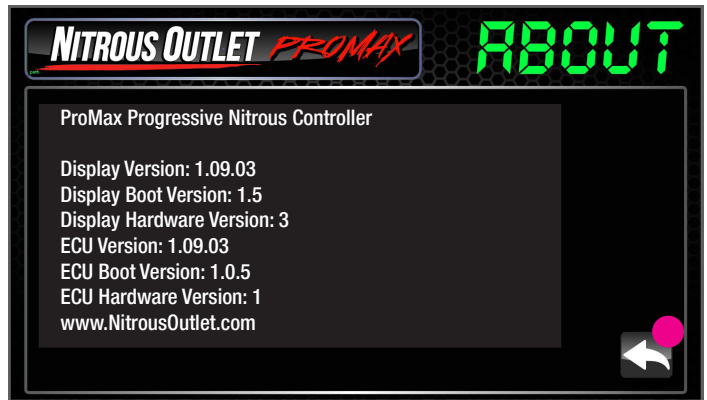 NITROUS OUTLET PROMAX
ABOUT
path
ProMax Progressive Nitrous Controller
Display Version: 1.09.03
Display Boot Version: 1.5
Display Hardware Version: 3
ECU Version: 1.09.03
ECU Boot Version: 1.0.5
ECU Hardware Version: 1
www.NitrousOutlet.com